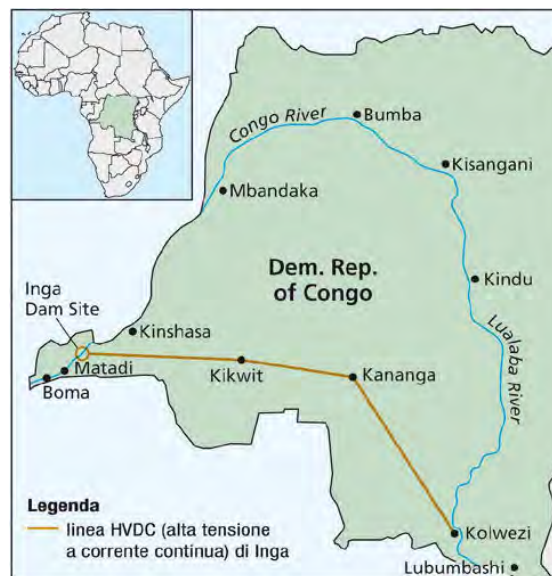 Congo River
Bumba
Kisangani
Mbandaka
Dem. Rep.
of Congo
Kindu
Inga
Dam Site
Kinshasa
Lualaba River
Matadi
Kikwit
Kananga
Boma
Legenda
linea HVDC (alta tensione
a corrente continua) di Inga
Kolwezi
Lubumbashi